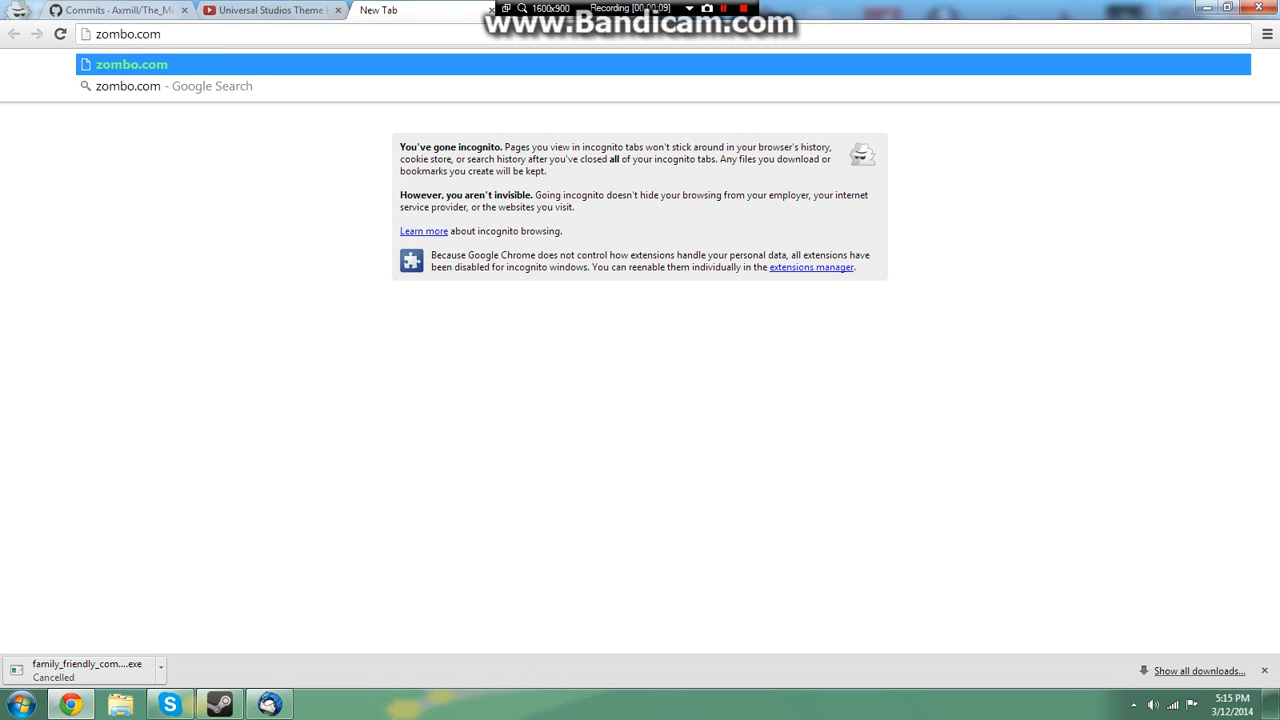 Commits · Axmill/The_M
Universal Studios Theme
New Tab
1600x900
Recording [00:00:09]
www.Bandicam.com
zombo.com
zombo.com
zombo.com - Google Search
You've gone incognito. Pages you view in incognito tabs won't stick around in your browser's history,
cookie store, or search history after you've closed all of your incognito tabs. Any files you download or
bookmarks you create will be kept.
However, you aren't invisible. Going incognito doesn't hide your browsing from your employer, your internet
service provider, or the websites you visit.
Learn more about incognito browsing.
Because Google Chrome does not control how extensions handle your personal data, all extensions have
been disabled for incognito windows. You can reenable them individually in the extensions manager.
family_friendly_com....exe
Cancelled
Show all downloads...
5:15 PM
3/12/2014